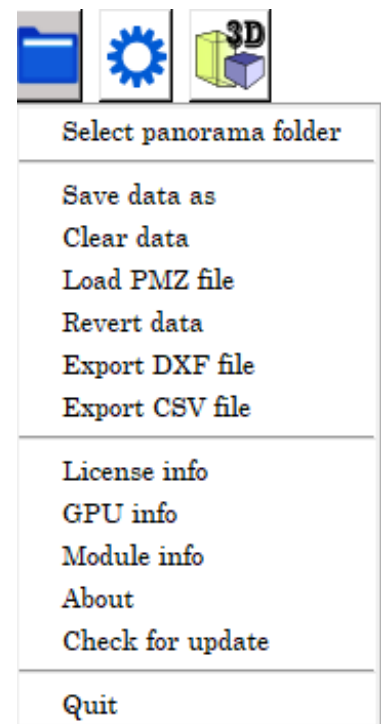 3D
Select panorama folder
Save data as
Clear data
Load PMZ file
Revert data
Export DXF file
Export CSV file
License info
GPU info
Module info
About
Check for update
Quit